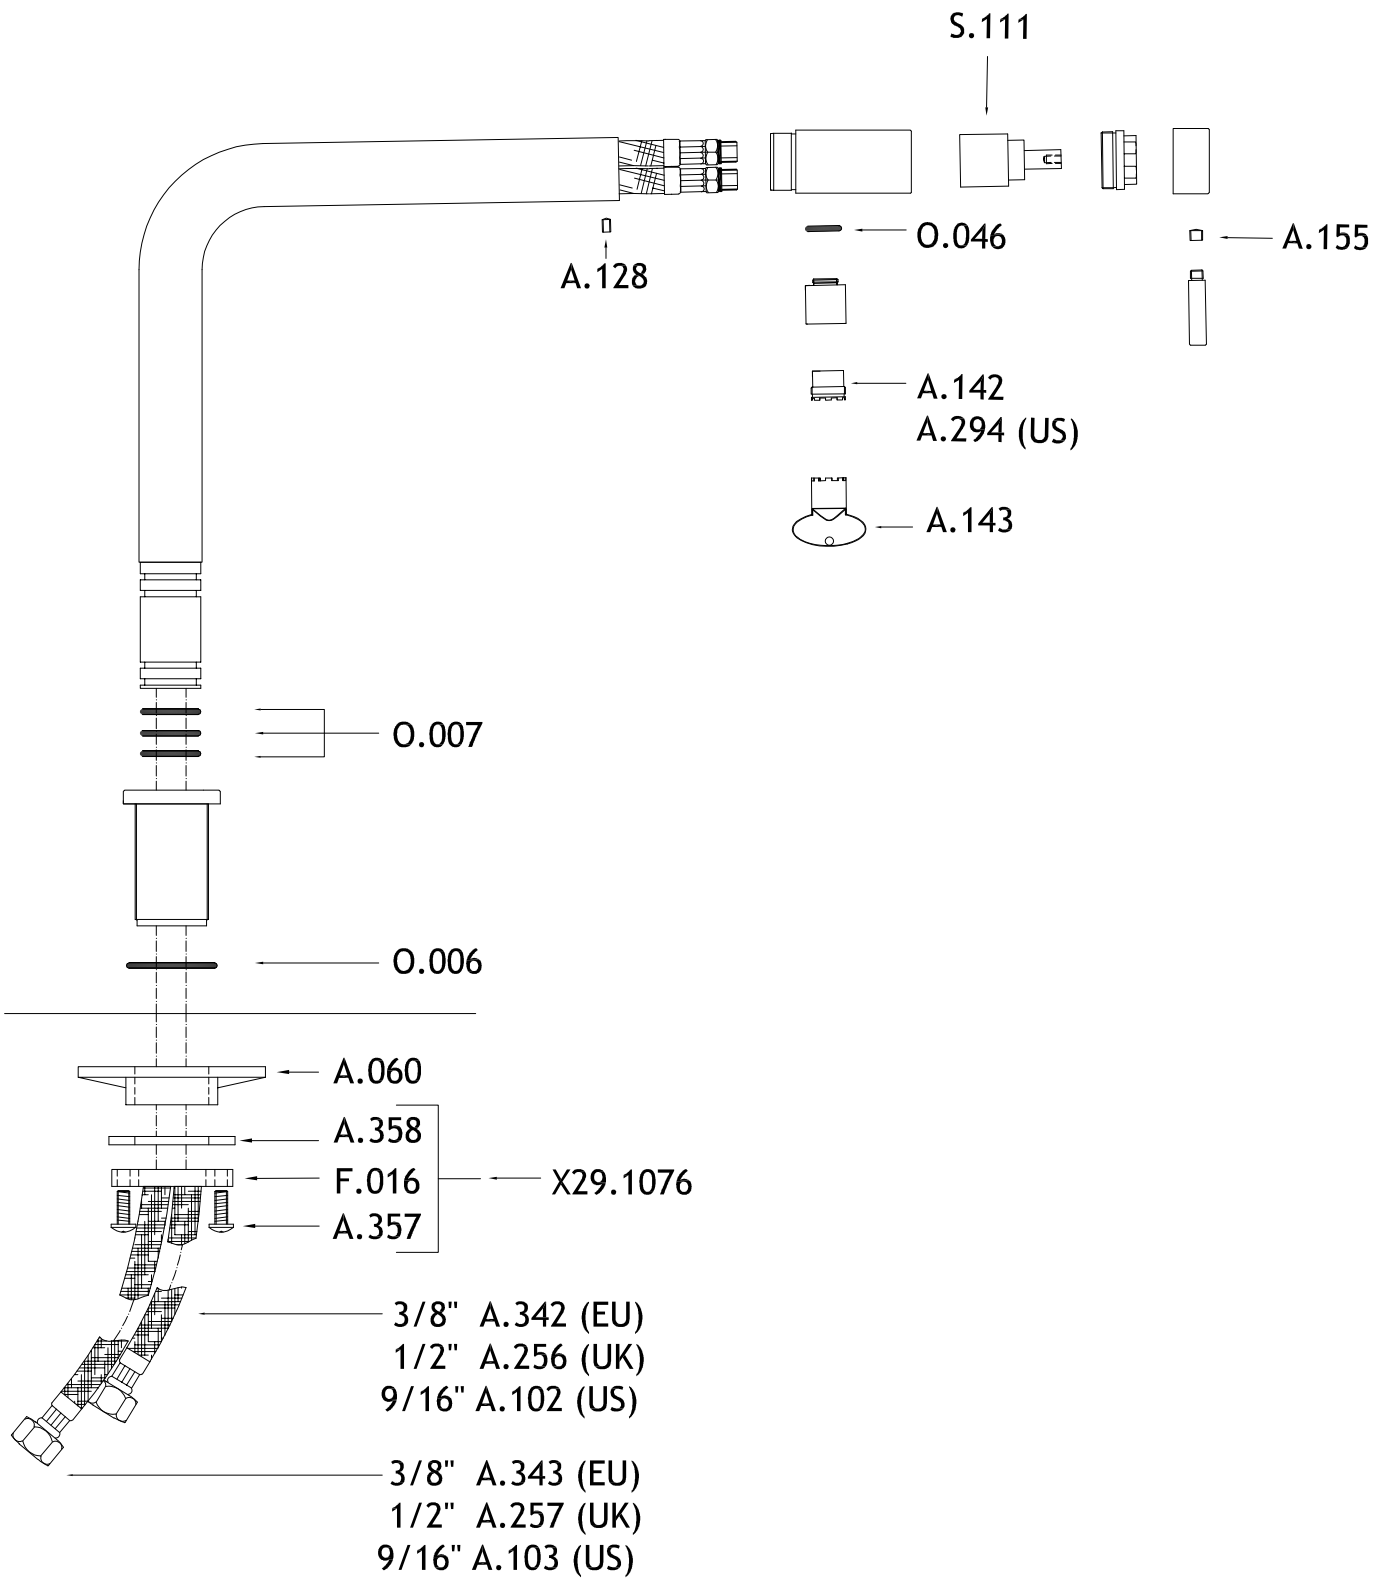 S.111
O.046
A.155
A.128
A.142
A.294 (US)
A.143
O.007
O.006
A.060
A.358
F.016
X29.1076
A.357
3/8" A.342 (EU)
1/2" A.256 (UK)
9/16" A.102 (US)
3/8" A.343 (EU)
1/2" A.257 (UK)
9/16" A.103 (US)